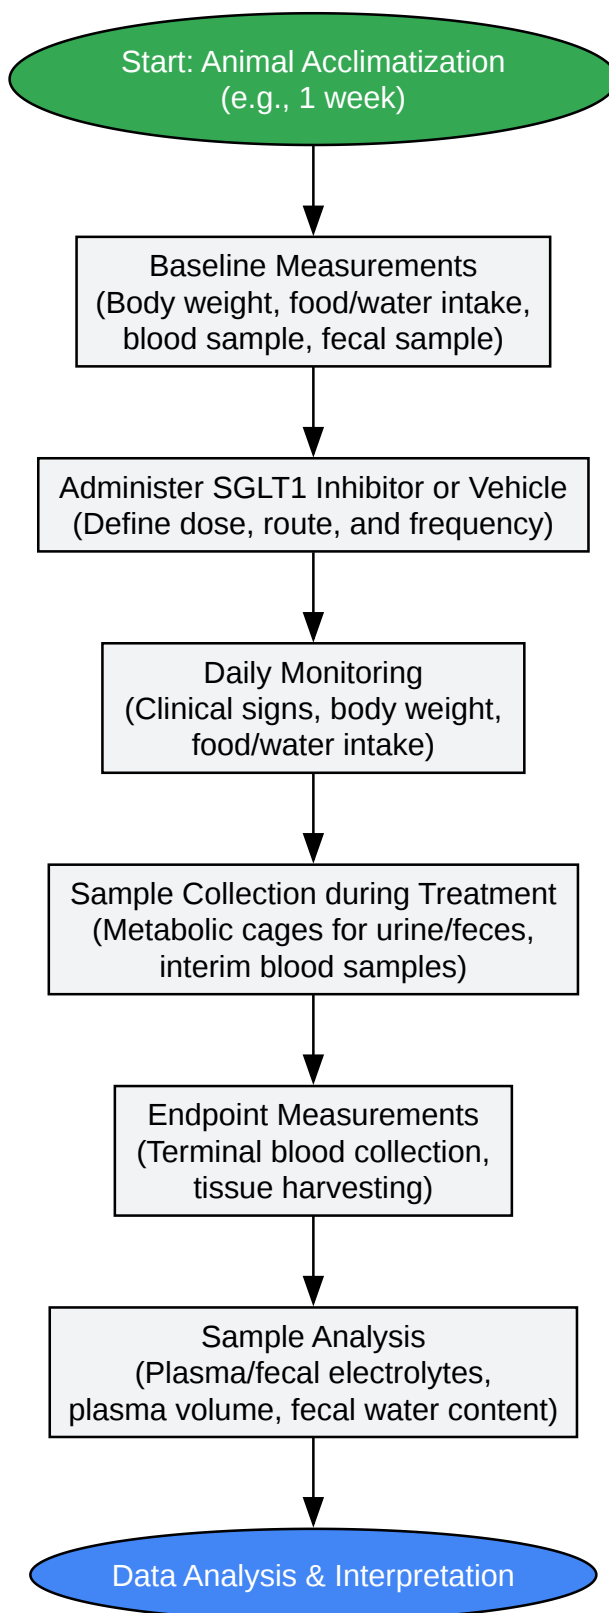 Start: Animal Acclimatization
(e.g., 1 week)
Baseline Measurements
(Body weight, food/water intake,
blood sample, fecal sample)
Administer SGLT1 Inhibitor or Vehicle
(Define dose, route, and frequency)
Daily Monitoring
(Clinical signs, body weight,
food/water intake)
Sample Collection during Treatment
(Metabolic cages for urine/feces,
interim blood samples)
Endpoint Measurements
(Terminal blood collection,
tissue harvesting)
Sample Analysis
(Plasma/fecal electrolytes,
plasma volume, fecal water content)
Data Analysis & Interpretation